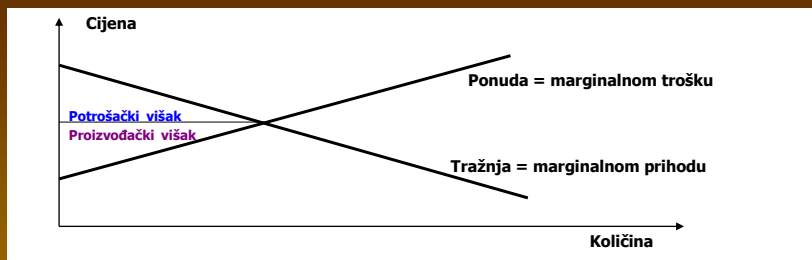 Cijena
Ponuda = marginalnom trošku
Potrošački višak
Proizvođački višak
Tražnja = marginalnom prihodu
Količina